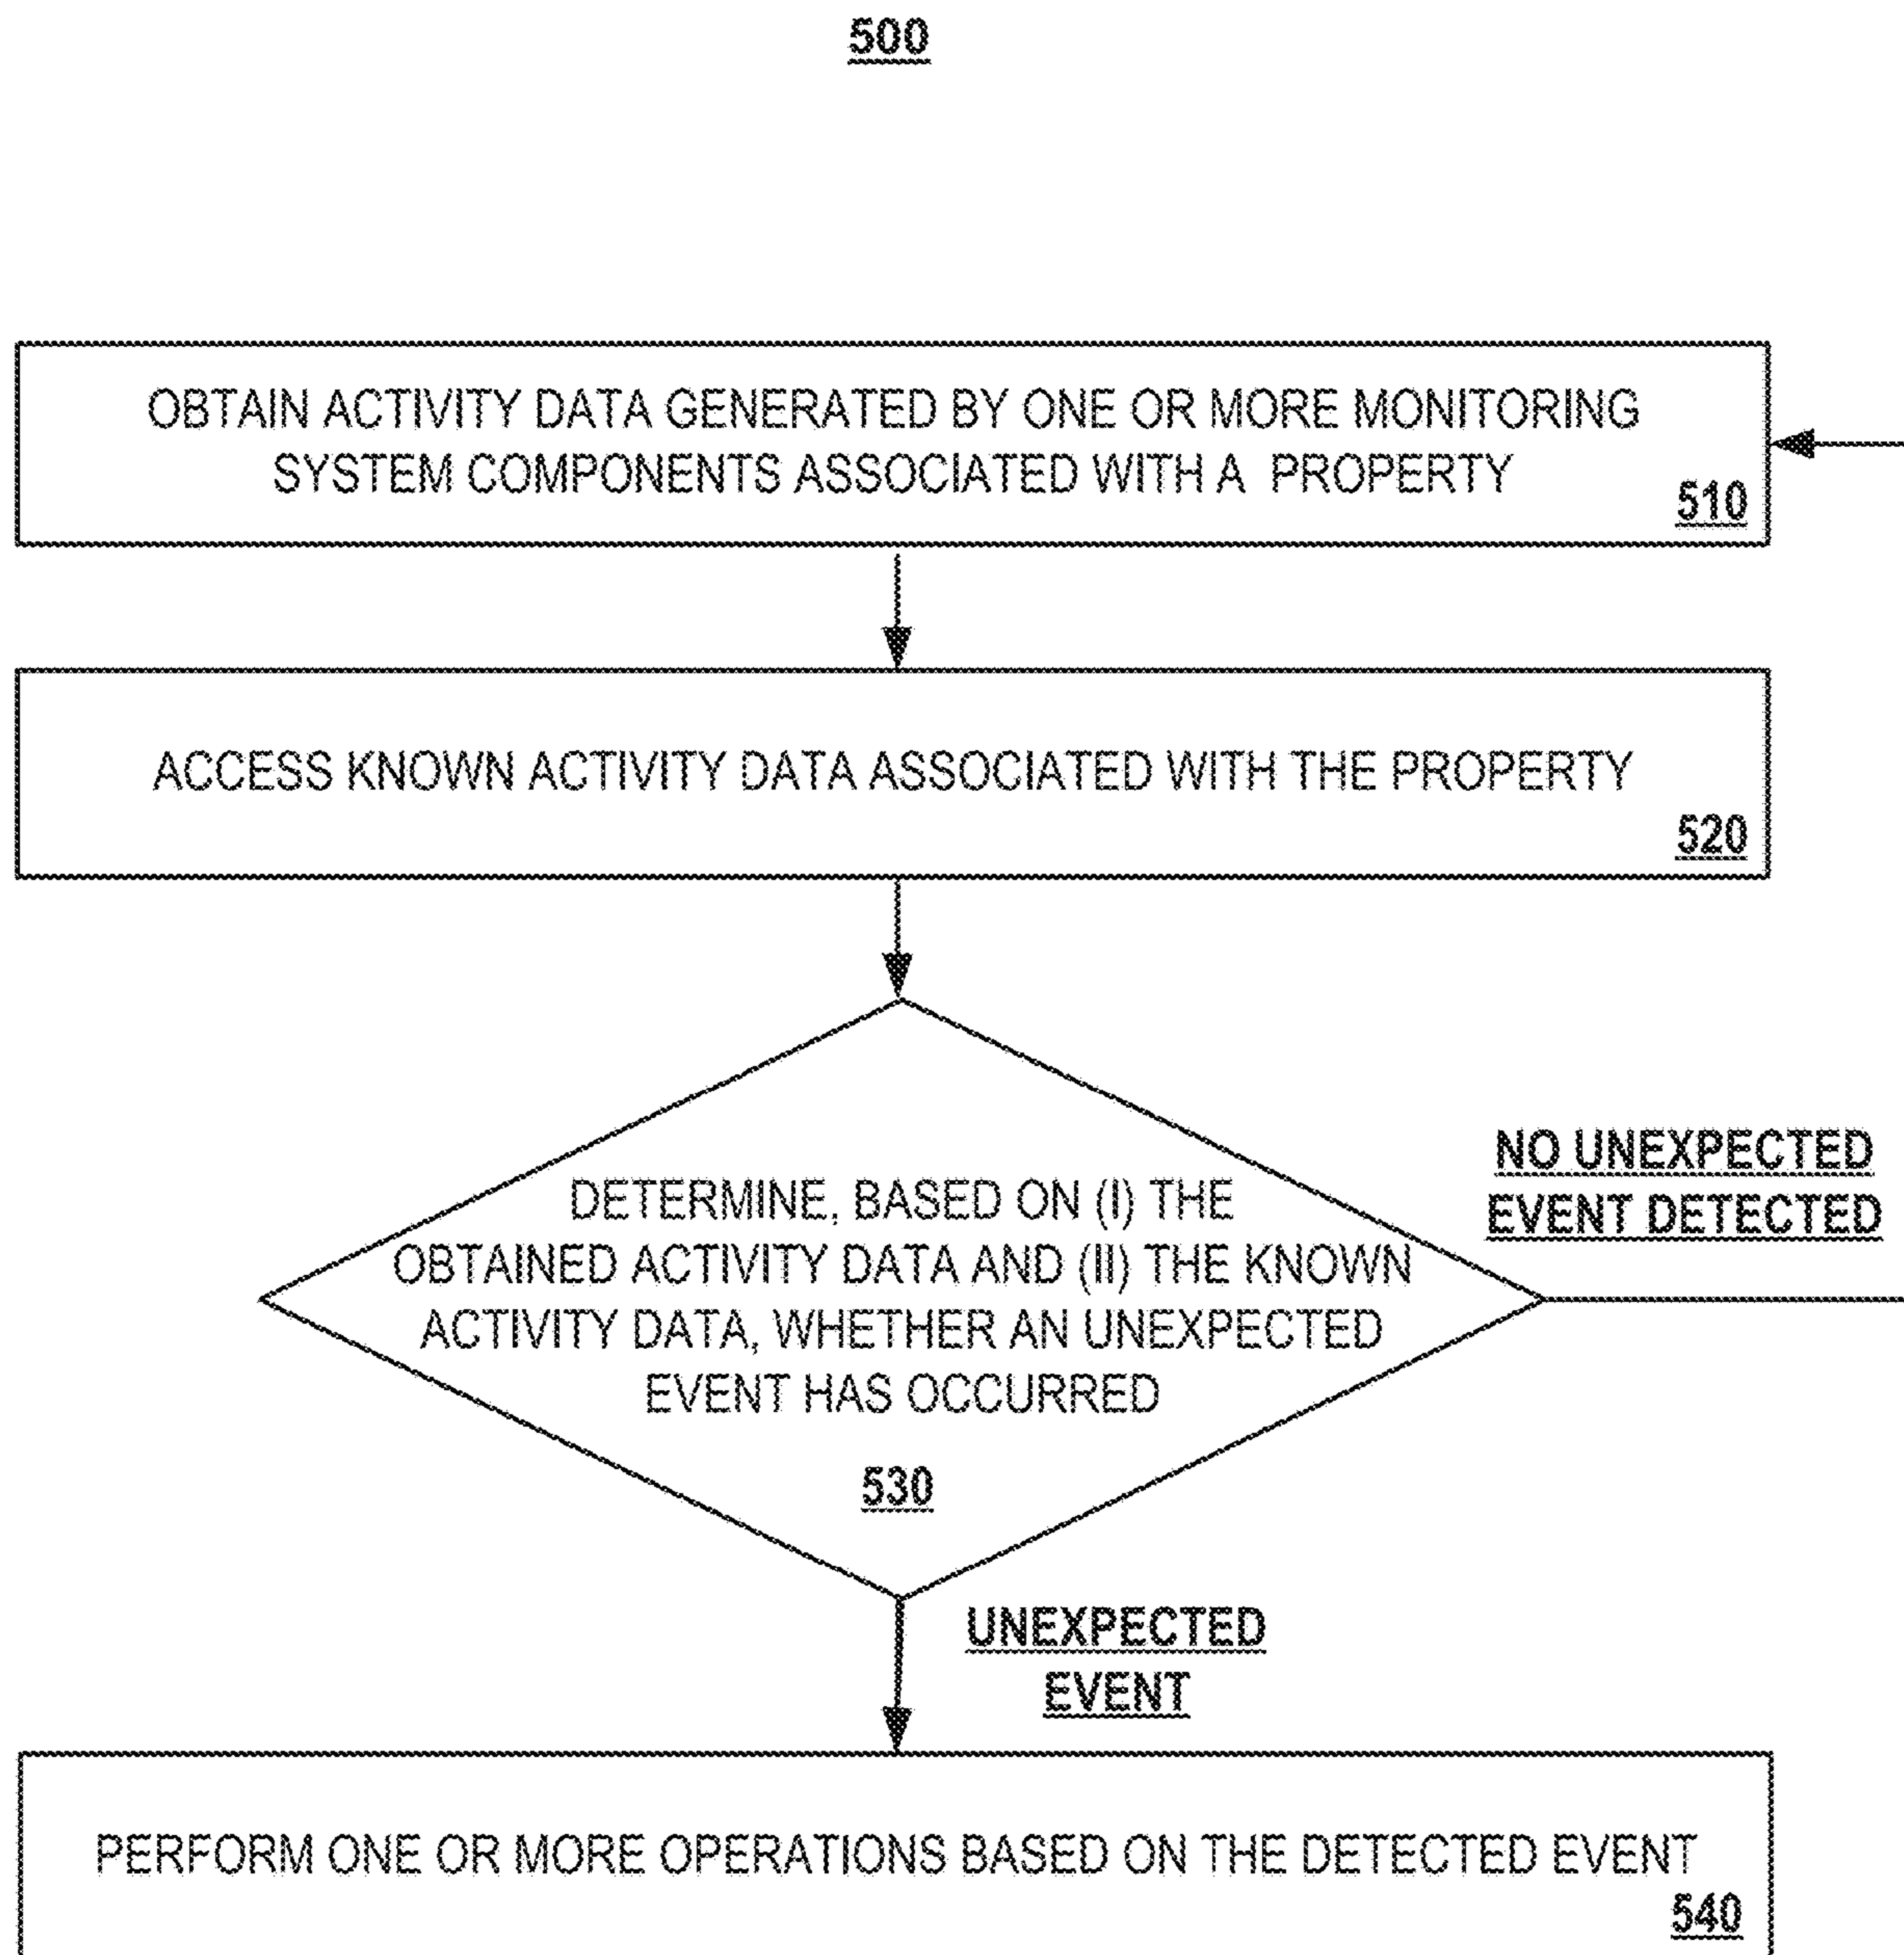 500
OBTAIN ACTIVITY DATA GENERATED BY ONE OR MORE MONITORING
SYSTEM COMPONENTS ASSOCIATED WITH A PROPERTY
510
ACCESS KNOWN ACTIVITY DATA ASSOCIATED WITH THE PROPERTY
520
DETERMINE, BASED ON (I) THE
OBTAINED ACTIVITY DATA AND (II) THE KNOWN
ACTIVITY DATA, WHETHER AN UNEXPECTED
EVENT HAS OCCURRED
530
NO UNEXPECTED
EVENT DETECTED
UNEXPECTED
EVENT
PERFORM ONE OR MORE OPERATIONS BASED ON THE DETECTED EVENT
540